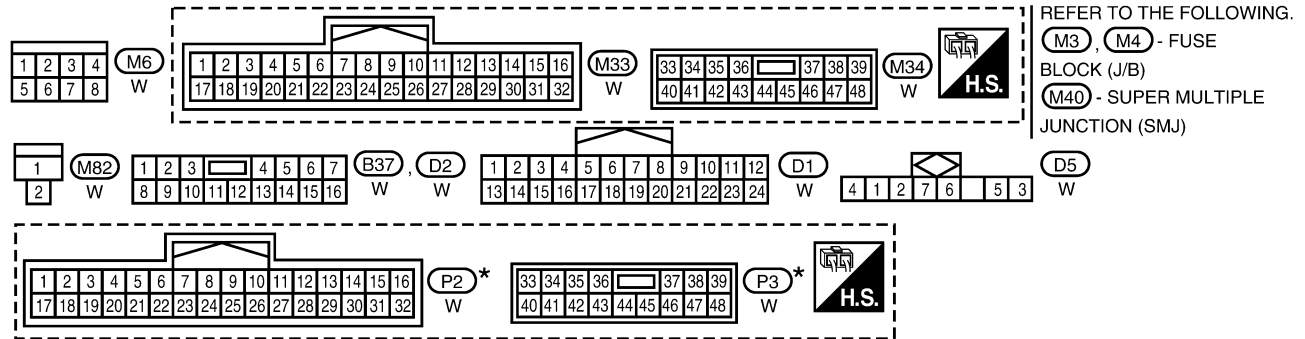 REFER TO THE FOLLOWING.
M3 , M4 - FUSE
BLOCK (J/B)
M40 - SUPER MULTIPLE
JUNCTION (SMJ)
1 2 3 4
5 6 7 8
M6
W
1 2 3 4 5 6 7 8 9 10 11 12 13 14 15 16
17 18 19 20 21 22 23 24 25 26 27 28 29 30 31 32
M33
W
33 34 35 36 37 38 39
40 41 42 43 44 45 46 47 48
M34
W
H.S.
1
2
M82
W
1 2 3 4 5 6 7
8 9 10 11 12 13 14 15 16
B37 , D2
W W
1 2 3 4 5 6 7 8 9 10 11 12
13 14 15 16 17 18 19 20 21 22 23 24
D1
W
4 1 2 7 6 5 3
D5
W
1 2 3 4 5 6 7 8 9 10 11 12 13 14 15 16
17 18 19 20 21 22 23 24 25 26 27 28 29 30 31 32
P2 *
W
33 34 35 36 37 38 39
40 41 42 43 44 45 46 47 48
P3 *
W
H.S.